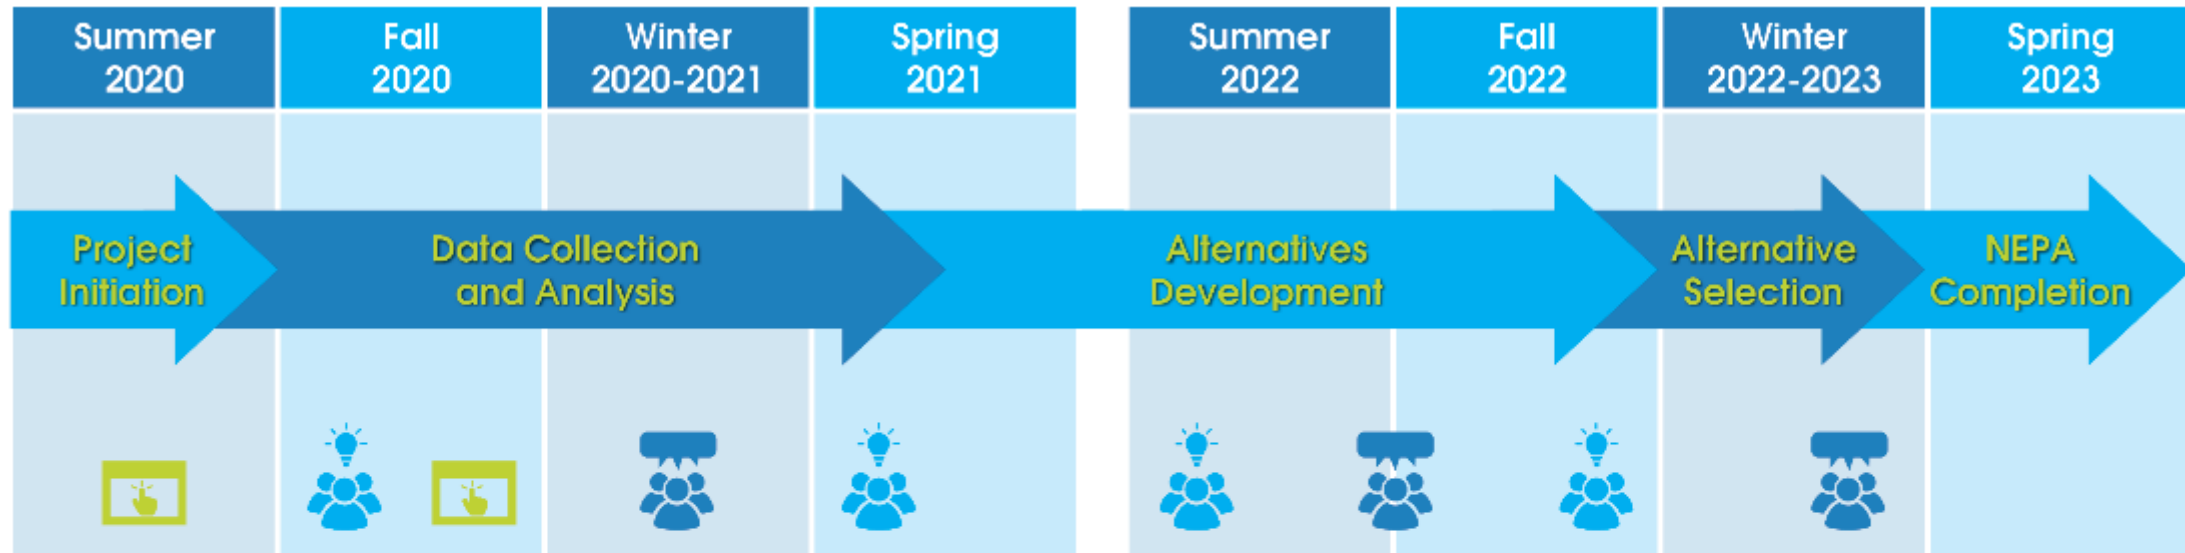 Summer
2020
Fall
2020
Winter
2020-2021
Spring
2021
Summer
2022
Fall
2022
Winter
2022-2023
Spring
2023
Project
Initiation
Data Collection
and Analysis
Alternatives
Development
Alternative
Selection
NEPA
Completion